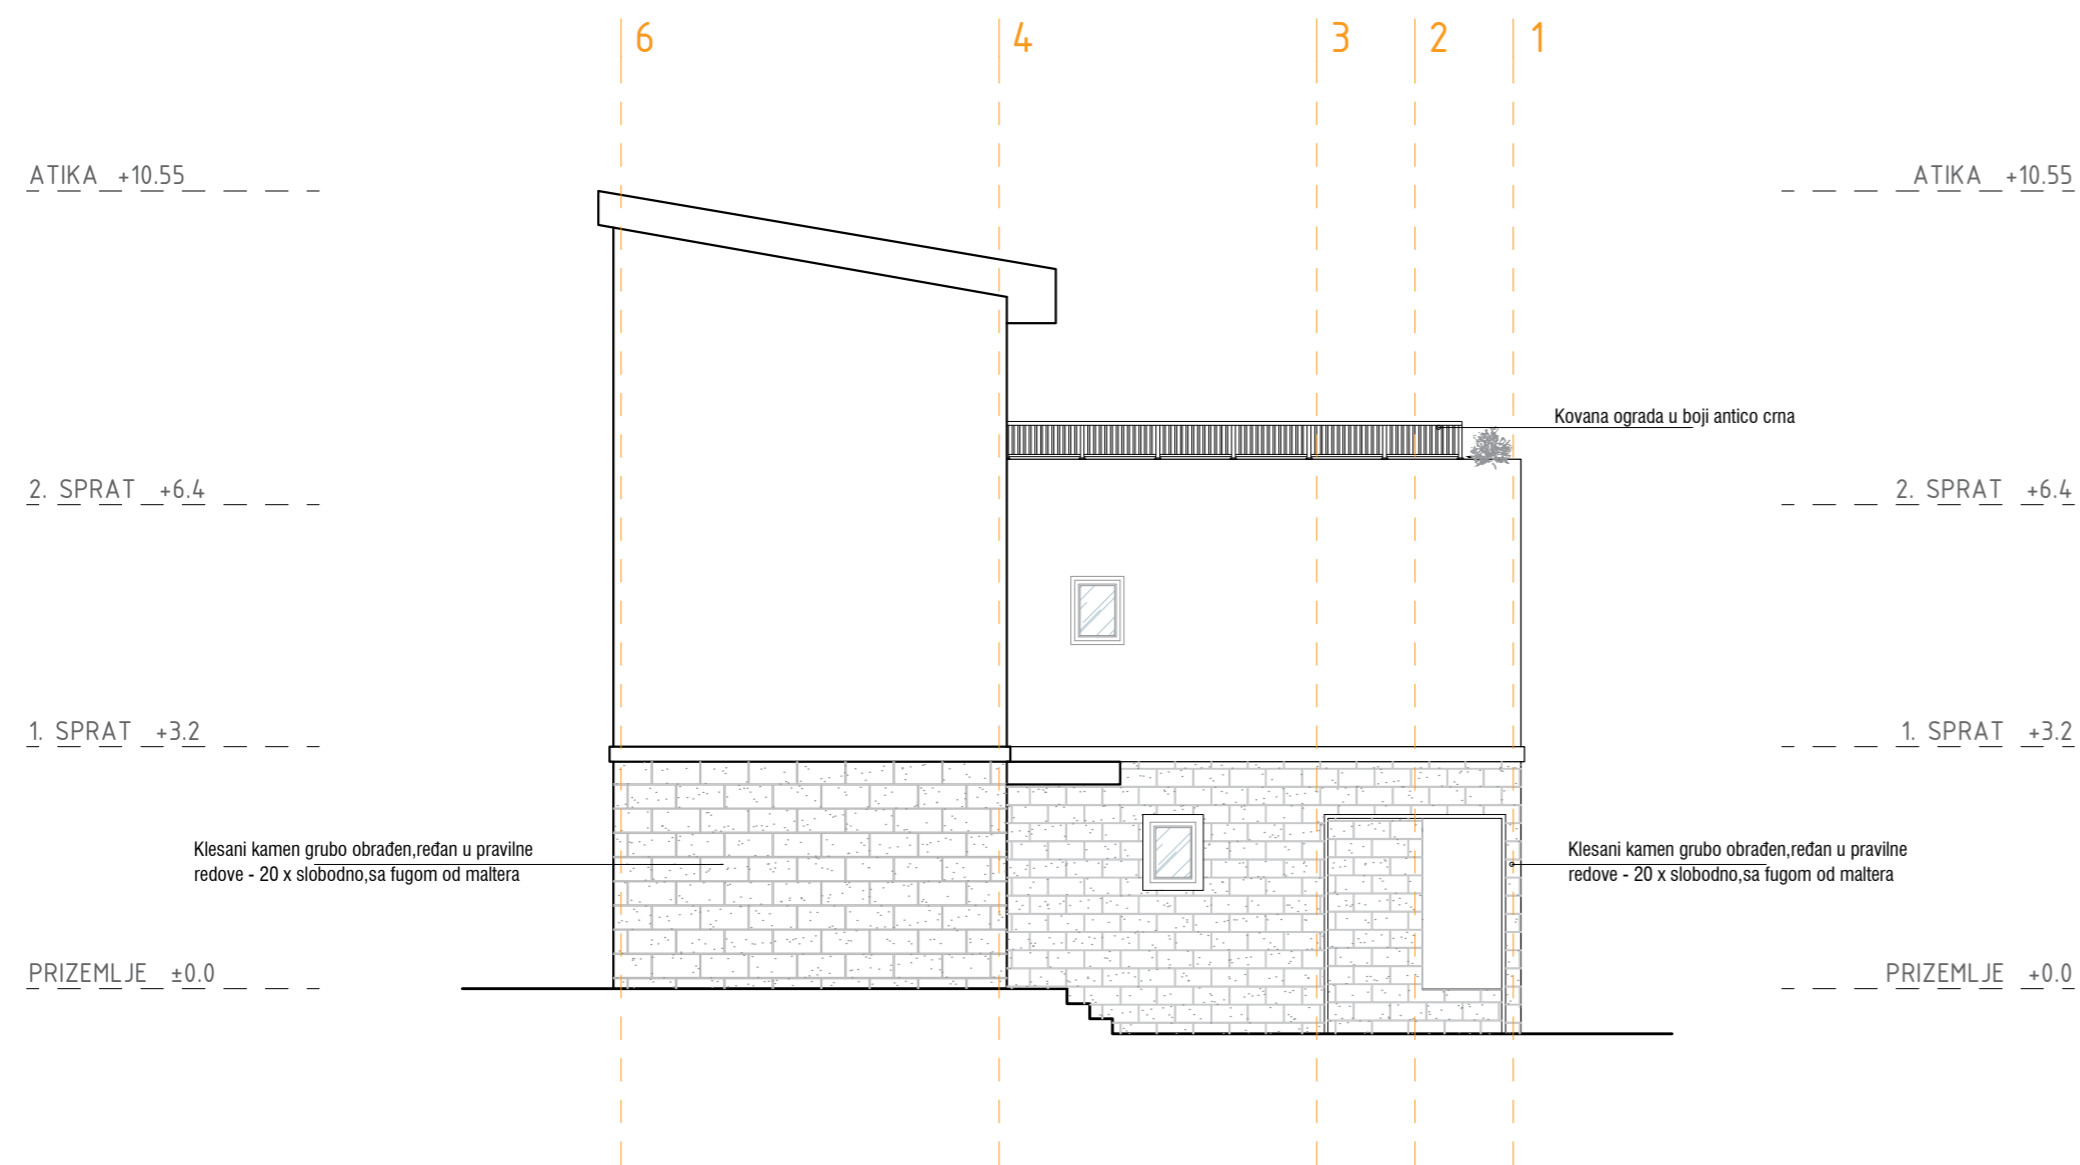 6 4 3 2 1
ATIKA +10.55
ATIKA +10.55
Kovana ograda u boji antico crna
2. SPRAT +6.4
2. SPRAT +6.4
1. SPRAT +3.2
1. SPRAT +3.2
Klesani kamen grubo obrađen,ređan u pravilne
redove - 20 x slobodno,sa fugom od maltera
Klesani kamen grubo obrađen,ređan u pravilne
redove - 20 x slobodno,sa fugom od maltera
PRIZEMLJE ±0.0
PRIZEMLJE +0.0